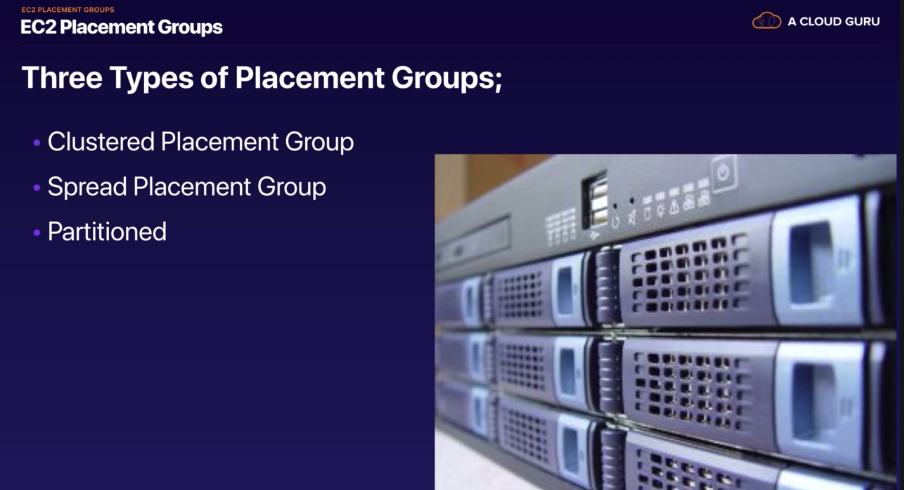 EC2 PLACEMENT GROUPS
EC2 Placement Groups
A CLOUD GURU
Three Types of Placement Groups;
• Clustered Placement Group
• Spread Placement Group
• Partitioned